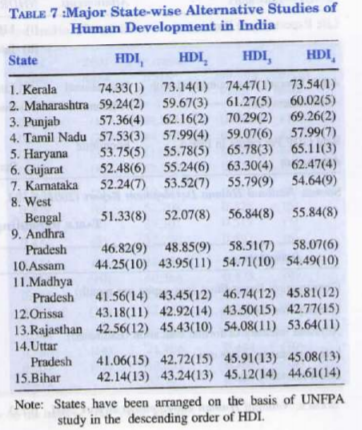 TABLE 7 :Major State-wise Alternative Studies of
Human Development in India
State HDI1 HDI2 HDI3 HDI4
1. Kerala 74.33(1) 73.14(1) 74.47(1) 73.54(1)
2. Maharashtra 59.24(2) 59.67(3) 61.27(5) 60.02(5)
3. Punjab 57.36(4) 62.16(2) 70.29(2) 69.26(2)
4. Tamil Nadu 57.53(3) 57.99(4) 59.07(6) 57.99(7)
5. Haryana 53.75(5) 55.78(5) 65.78(3) 65.11(3)
6. Gujarat 52.48(6) 55.24(6) 63.30(4) 62.47(4)
7. Karnataka 52.24(7) 53.52(7) 55.79(9) 54.64(9)
8. West
Bengal 51.33(8) 52.07(8) 56.84(8) 55.84(8)
9. Andhra
Pradesh 46.82(9) 48.85(9) 58.51(7) 58.07(6)
10.Assam 44.25(10) 43.95(11) 54.71(10) 54.49(10)
11.Madhya
Pradesh 41.56(14) 43.45(12) 46.74(12) 45.81(12)
12.Orissa 43.18(11) 42.92(14) 43.50(15) 42.77(15)
13.Rajasthan 42.56(12) 45.43(10) 54.08(11) 53.64(11)
14.Uttar
Pradesh 41.06(15) 42.72(15) 45.91(13) 45.08(13)
15.Bihar 42.14(13) 43.24(13) 45.12(14) 44.61(14)
Note: States have been arranged on the basis of UNFPA
study in the descending order of HDI.